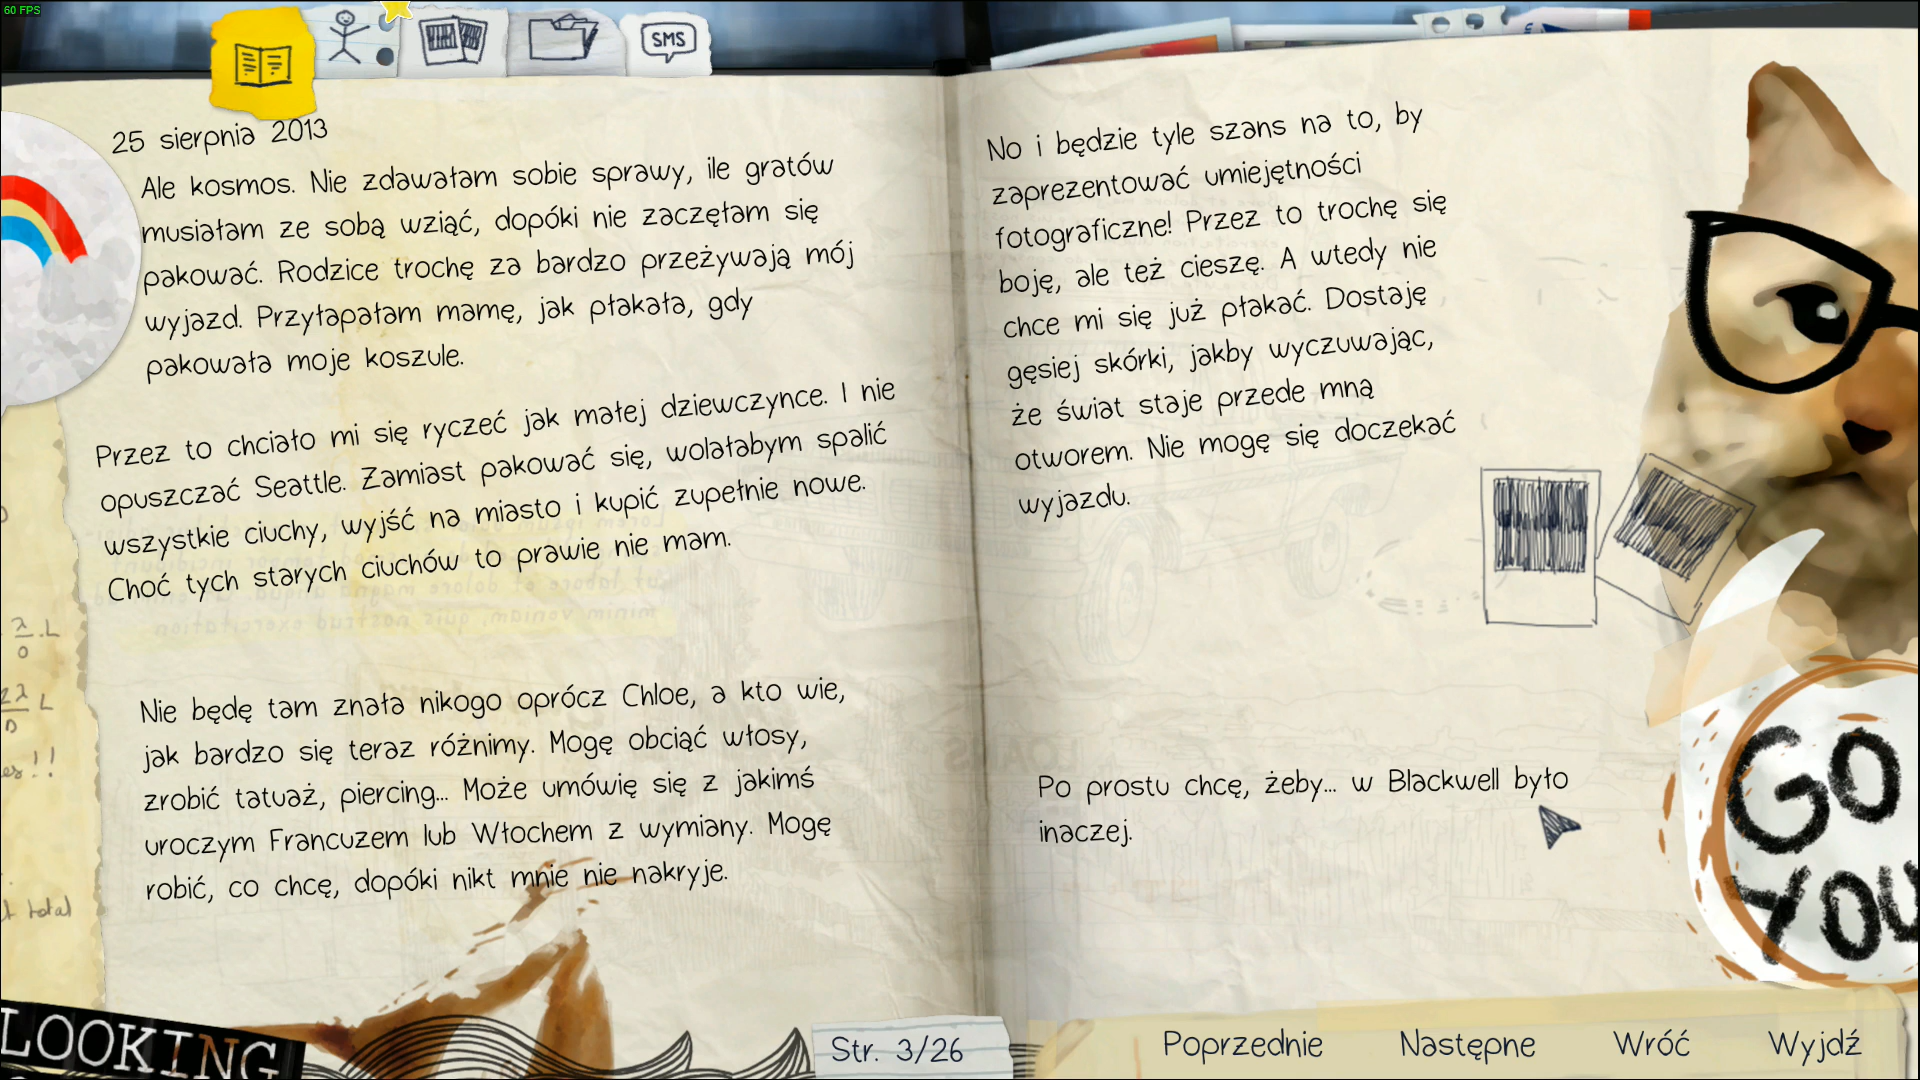 60 FPS
SMS
25 sierpnia 2013
Ale kosmos. Nie zdawałam sobie sprawy, ile gratów
musiałam ze sobą wziąć, dopóki nie zaczęłam się
pakować. Rodzice trochę za bardzo przeżywają mój
wyjazd. Przyłapałam mamę, jak płakała, gdy
pakowała moje koszule.
Przez to chciało mi się ryczeć jak małej dziewczynce. I nie
opuszczać Seattle. Zamiast pakować się, wolałabym spalić
wszystkie ciuchy, wyjść na miasto i kupić zupełnie nowe.
Choć tych starych ciuchów to prawie nie mam.
Nie będę tam znała nikogo oprócz Chloe, a kto wie,
jak bardzo się teraz różnimy. Mogę obciąć włosy,
zrobić tatuaż, piercing... Może umówię się z jakimś
uroczym Francuzem lub Włochem z wymiany. Mogę
robić, co chcę, dopóki nikt mnie nie nakryje.
No i będzie tyle szans na to, by
zaprezentować umiejętności
fotograficzne! Przez to trochę się
boję, ale też cieszę. A wtedy nie
chce mi się już płakać. Dostaję
gęsiej skórki, jakby wyczuwając,
że świat staje przede mną
otworem. Nie mogę się doczekać
wyjazdu.
Po prostu chcę, żeby... w Blackwell było
inaczej.
GO
YOU
LOOKING
total
Str. 3/26
Poprzednie
Następne
Wróć
Wyjdź